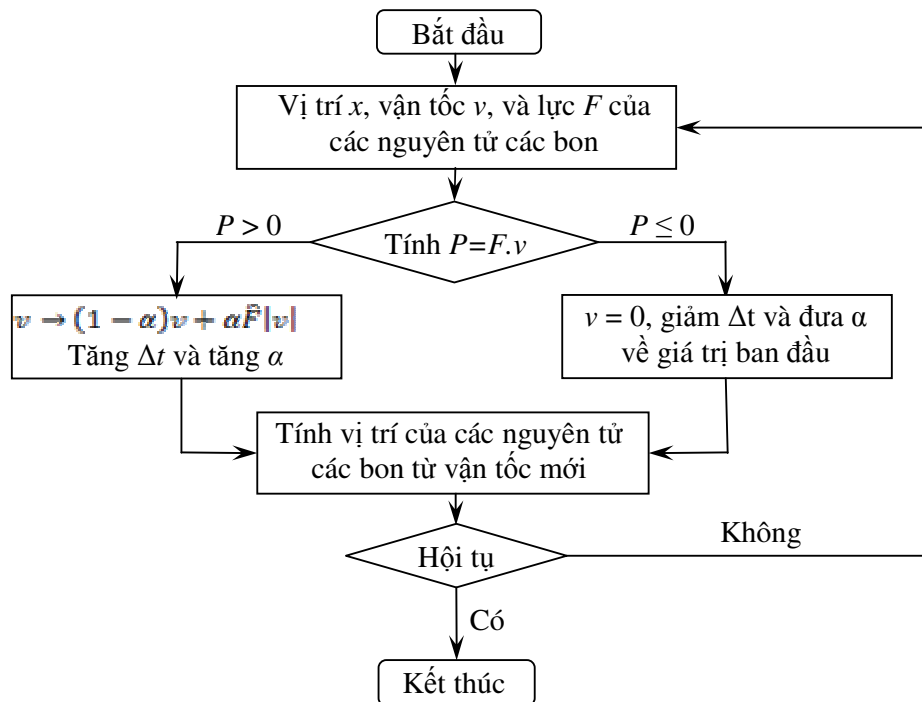 Bắt đầu
Vị trí x, vận tốc v, và lực F của
các nguyên tử các bon
P > 0
Tính P=F.v
P ≤ 0
v → (1 − α)v + αF̂|v|
Tăng Δt và tăng α
v = 0, giảm Δt và đưa α
về giá trị ban đầu
Tính vị trí của các nguyên tử
các bon từ vận tốc mới
Hội tụ
Không
Có
Kết thúc